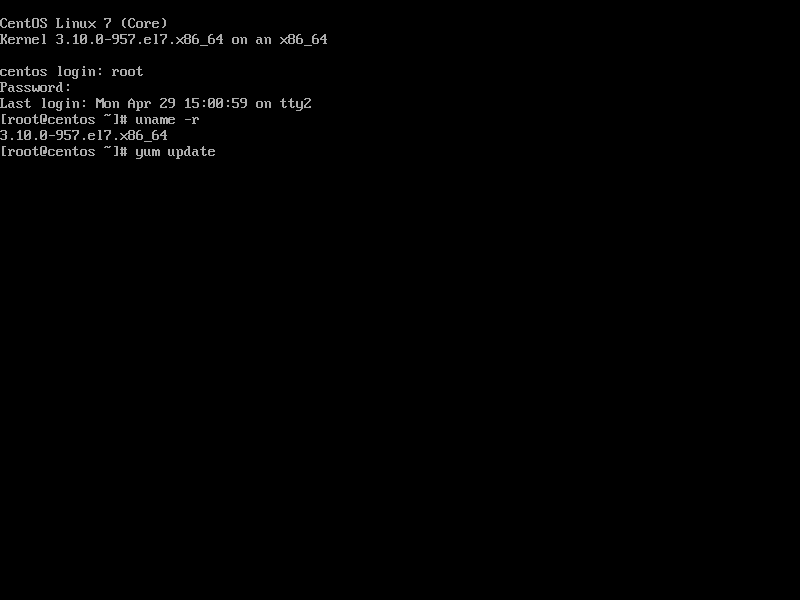 CentOS Linux 7 (Core)
Kernel 3.10.0-957.el7.x86_64 on an x86_64
centos login: root
Password:
Last login: Mon Apr 29 15:00:59 on tty2
[root@centos ~]# uname -r
3.10.0-957.el7.x86_64
[root@centos ~]# yum update